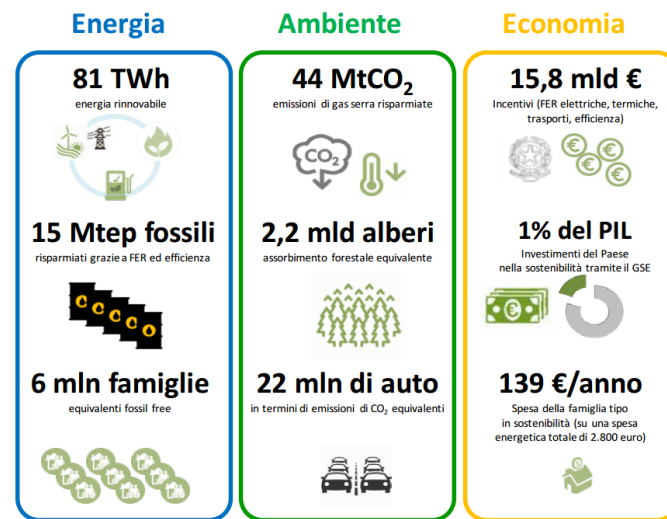 Energia
81 TWh
energia rinnovabile
15 Mtep fossili
risparmiati grazie a FER ed efficienza
6 mln famiglie
equivalenti fossil free
Ambiente
44 MtCO₂
emissioni di gas serra risparmiate
CO₂
2,2 mld alberi
assorbimento forestale equivalente
22 mln di auto
in termini di emissioni di CO₂ equivalenti
Economia
15,8 mld €
Incentivi (FER elettriche, termiche,
trasporti, efficienza)
€
€
€
€
1% del PIL
Investimenti del Paese
nella sostenibilità tramite il GSE
€
139 €/anno
Spesa della famiglia tipo
in sostenibilità (su una spesa
energetica totale di 2.800 euro)